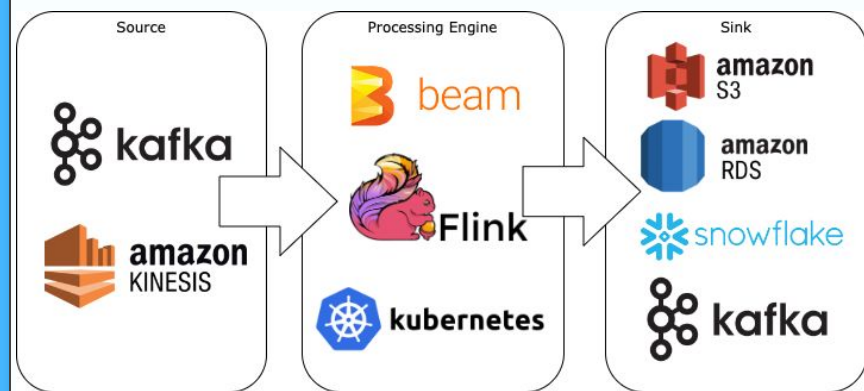 Source
kafka
amazon
KINESIS
Processing Engine
beam
Flink
kubernetes
Sink
amazon
S3
amazon
RDS
snowflake
kafka